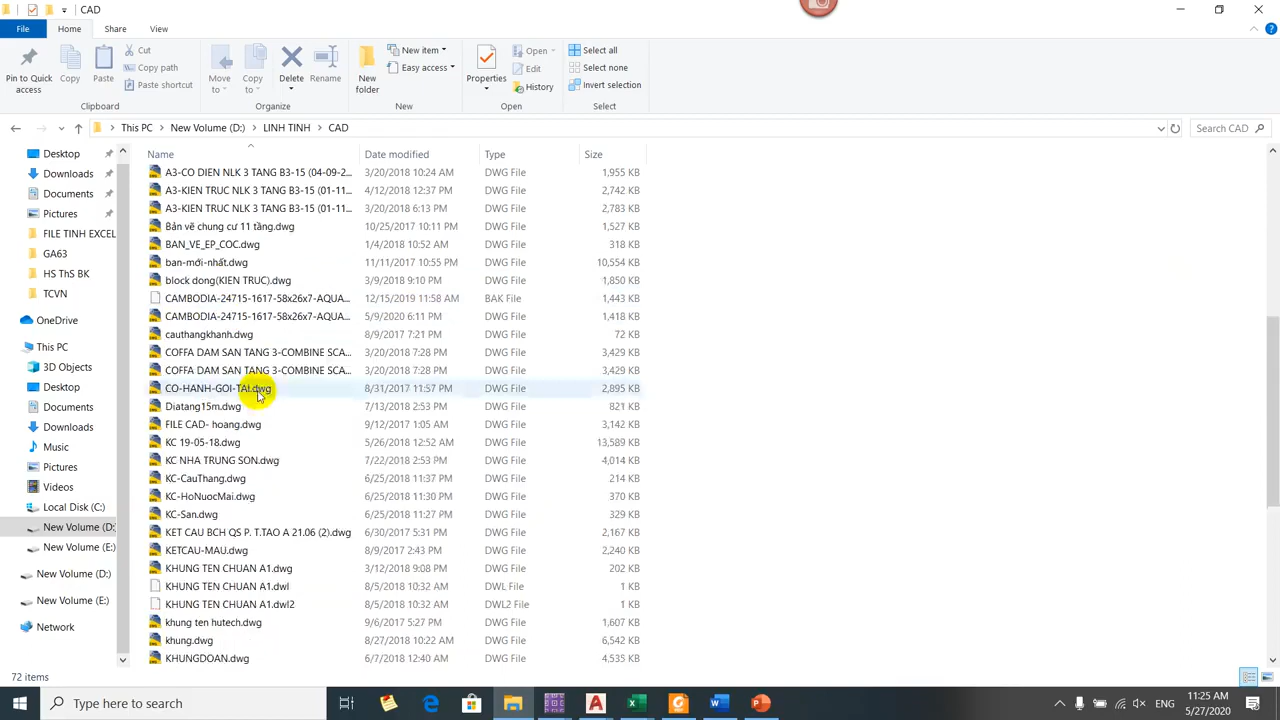 CAD
File Home Share View
Pin to Quick access
Copy
Paste
Cut
Copy path
Paste shortcut
Clipboard
Move to
Copy to
Delete
Rename
Organize
New folder
New item
Easy access
New
Properties
Open
Edit
History
Open
Select all
Select none
Invert selection
Select
This PC > New Volume (D:) > LINH TINH > CAD
Search CAD
Desktop
Downloads
Documents
Pictures
FILE TINH EXCEL
GA63
HS ThS BK
TCVN
OneDrive
This PC
3D Objects
Desktop
Documents
Downloads
Music
Pictures
Videos
Local Disk (C:)
New Volume (D:
New Volume (E:)
New Volume (D:)
New Volume (E:)
Network
Name Date modified Type Size
A3-CO DIEN NLK 3 TANG B3-15 (04-09-2... 3/20/2018 10:24 AM DWG File 1,955 KB
A3-KIEN TRUC NLK 3 TANG B3-15 (01-11... 4/12/2018 12:37 PM DWG File 2,742 KB
A3-KIEN TRUC NLK 3 TANG B3-15 (01-11... 3/20/2018 6:13 PM DWG File 2,783 KB
Bản vẽ chung cư 11 tầng.dwg 10/25/2017 10:11 PM DWG File 1,527 KB
BAN_VE_EP_COC.dwg 1/4/2018 10:52 AM DWG File 318 KB
ban-mới-nhất.dwg 11/11/2017 10:55 PM DWG File 10,554 KB
block dong(KIEN TRUC).dwg 3/9/2018 9:10 PM DWG File 1,850 KB
CAMBODIA-24715-1617-58x26x7-AQUA... 12/15/2019 11:58 AM BAK File 1,443 KB
CAMBODIA-24715-1617-58x26x7-AQUA... 5/9/2020 6:11 PM DWG File 1,418 KB
cauthangkhanh.dwg 8/9/2017 7:21 PM DWG File 72 KB
COFFA DAM SAN TANG 3-COMBINE SCA... 3/20/2018 7:28 PM DWG File 3,429 KB
COFFA DAM SAN TANG 3-COMBINE SCA... 3/20/2018 7:28 PM DWG File 3,429 KB
CO-HANH-GOI-TAI.dwg 8/31/2017 11:57 PM DWG File 2,895 KB
Diatang15m.dwg 7/13/2018 2:53 PM DWG File 821 KB
FILE CAD- hoang.dwg 9/12/2017 1:05 AM DWG File 3,142 KB
KC 19-05-18.dwg 5/26/2018 12:52 AM DWG File 13,589 KB
KC NHA TRUNG SON.dwg 7/22/2018 2:53 PM DWG File 4,014 KB
KC-CauThang.dwg 6/25/2018 11:37 PM DWG File 214 KB
KC-HoNuocMai.dwg 6/25/2018 11:30 PM DWG File 370 KB
KC-San.dwg 6/25/2018 11:27 PM DWG File 329 KB
KET CAU BCH QS P. T.TAO A 21.06 (2).dwg 6/30/2017 5:31 PM DWG File 2,167 KB
KETCAU-MAU.dwg 8/9/2017 2:43 PM DWG File 2,240 KB
KHUNG TEN CHUAN A1.dwg 3/12/2018 9:08 PM DWG File 202 KB
KHUNG TEN CHUAN A1.dwl 8/5/2018 10:32 AM DWL File 1 KB
KHUNG TEN CHUAN A1.dwl2 8/5/2018 10:32 AM DWL2 File 1 KB
khung ten hutech.dwg 9/6/2017 5:27 PM DWG File 1,607 KB
khung.dwg 8/27/2018 10:22 AM DWG File 6,542 KB
KHUNGDOAN.dwg 6/7/2018 12:40 AM DWG File 4,535 KB
72 items
Type here to search
ENG
11:25 AM
5/27/2020